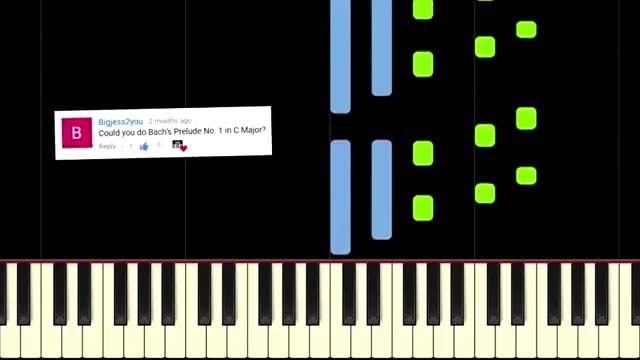 B
Bigjess2you 2 months ago
Could you do Bach's Prelude No. 1 in C Major?
Reply · 1